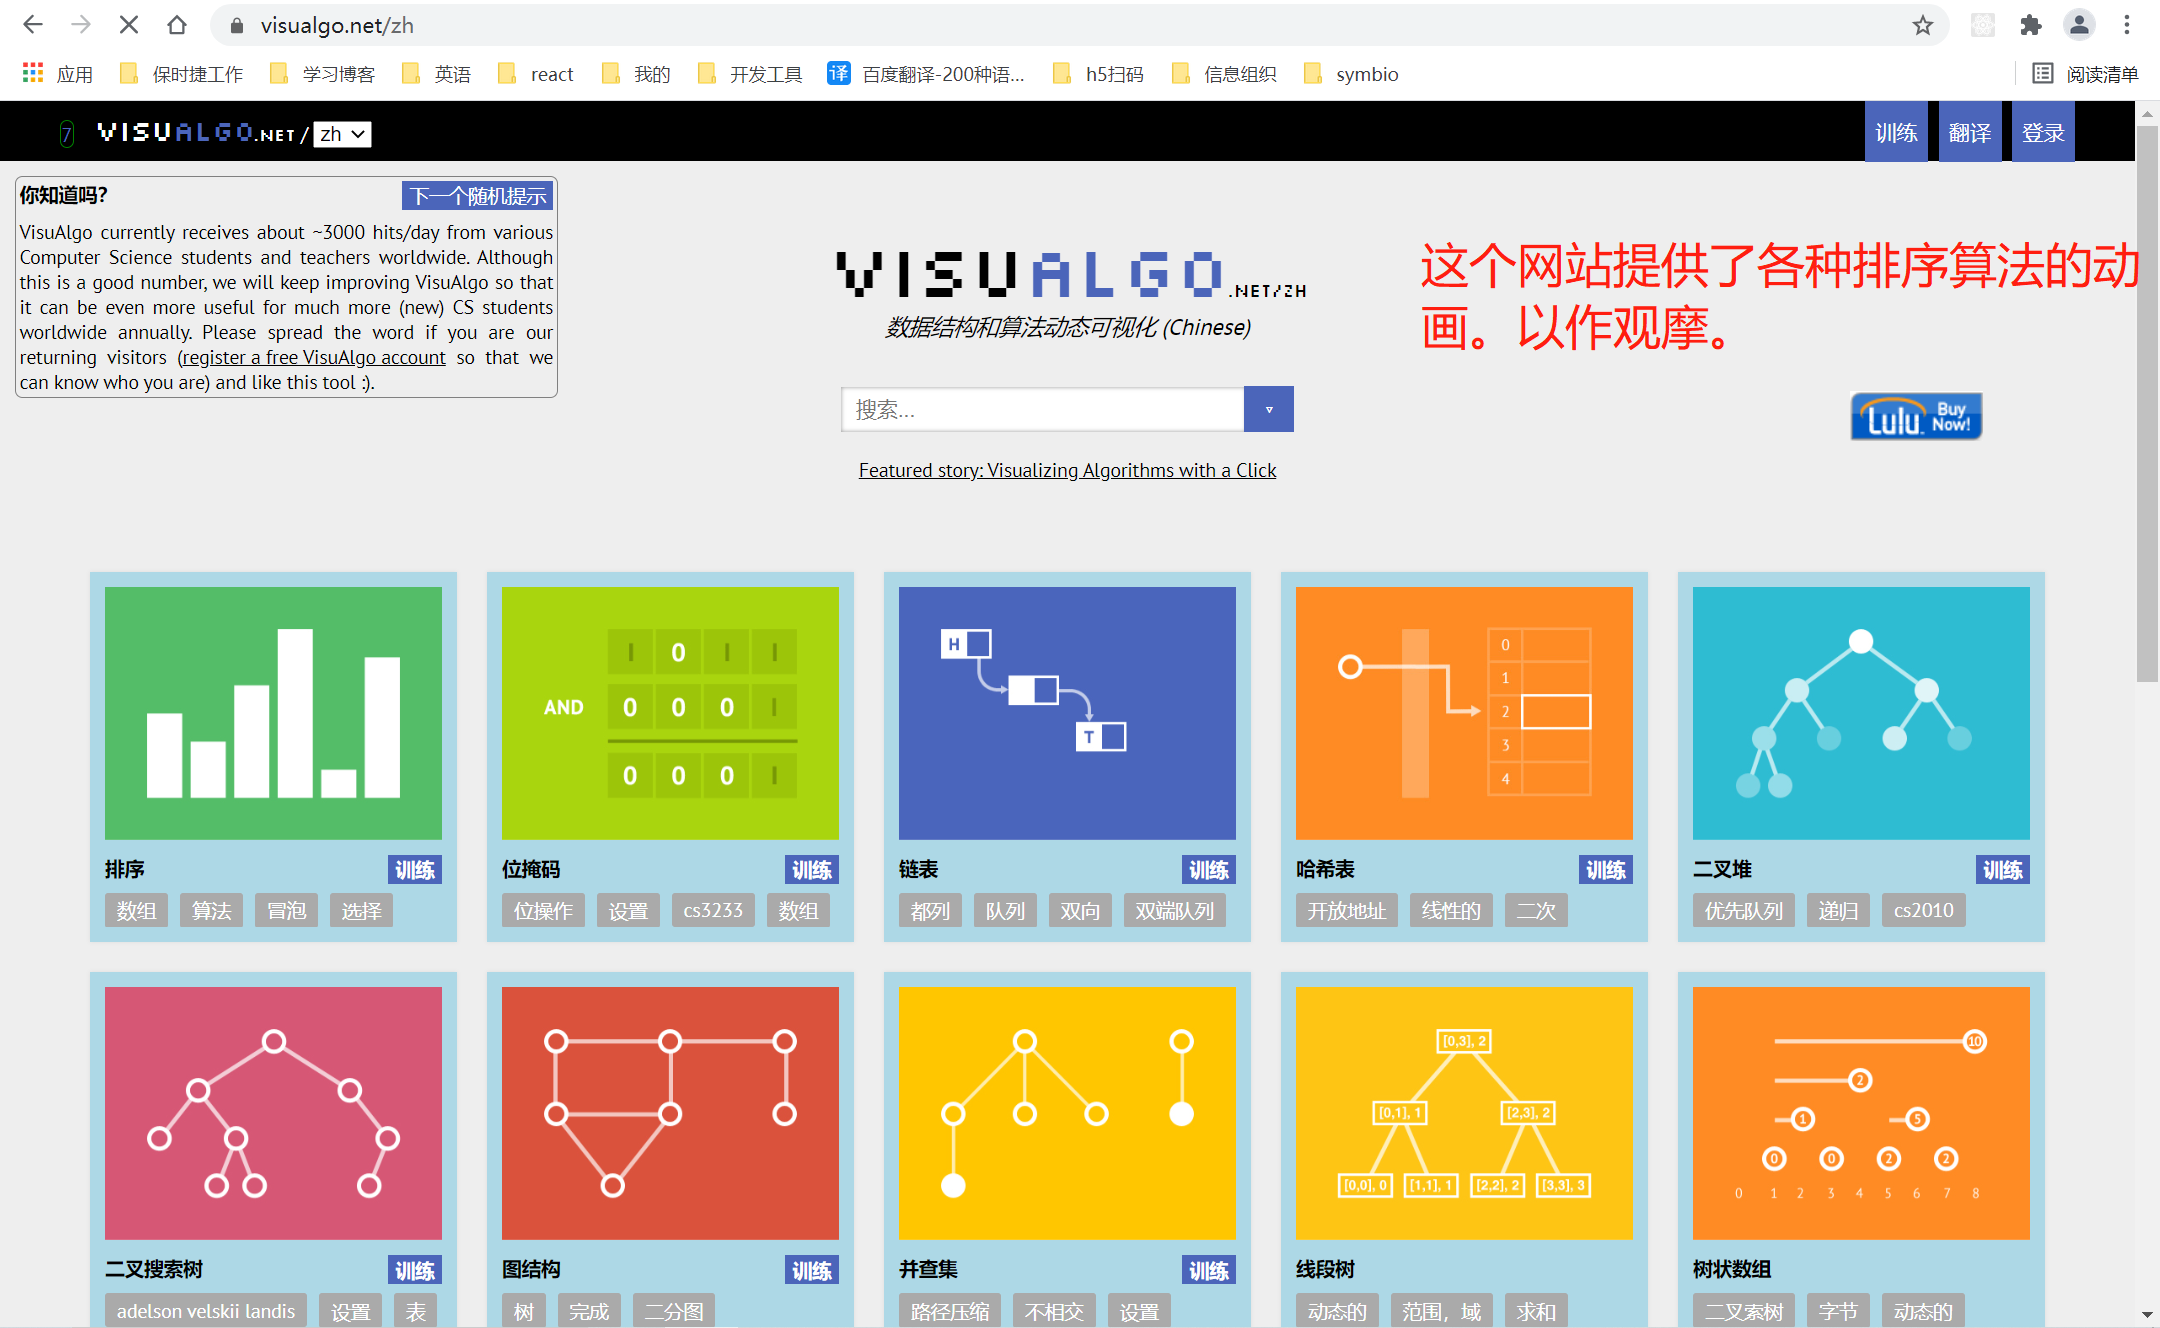 visualgo.net/zh
应用 保时捷工作 学习博客 英语 react 我的 开发工具 百度翻译-200种语... h5扫码 信息组织 symbio 阅读清单
7 VISUALGO.NET / zh 训练 翻译 登录
你知道吗? 下一个随机提示
VisuAlgo currently receives about ~3000 hits/day from various
Computer Science students and teachers worldwide. Although
this is a good number, we will keep improving VisuAlgo so that
it can be even more useful for much more (new) CS students
worldwide annually. Please spread the word if you are our
returning visitors (register a free VisuAlgo account so that we
can know who you are) and like this tool :).
VISUALGO.NET/ZH
数据结构和算法动态可视化 (Chinese)
这个网站提供了各种排序算法的动
画。以作观摩。
搜索...
Lulu Buy Now!
Featured story: Visualizing Algorithms with a Click
I 0 I I
AND 0 0 0 I
0 0 0 I
H
T
0
1
2
3
4
排序 训练
数组 算法 冒泡 选择
位掩码 训练
位操作 设置 cs3233 数组
链表 训练
都列 队列 双向 双端队列
哈希表 训练
开放地址 线性的 二次
二叉堆 训练
优先队列 递归 cs2010
[0,3], 2
[0,1], 1 [2,3], 2
[0,0], 0 [1,1], 1 [2,2], 2 [3,3], 3
10
2
1 5
0 0 2 2
0 1 2 3 4 5 6 7 8
二叉搜索树 训练
adelson velskii landis 设置 表
图结构 训练
树 完成 二分图
并查集 训练
路径压缩 不相交 设置
线段树
动态的 范围，域 求和
树状数组
二叉索树 字节 动态的